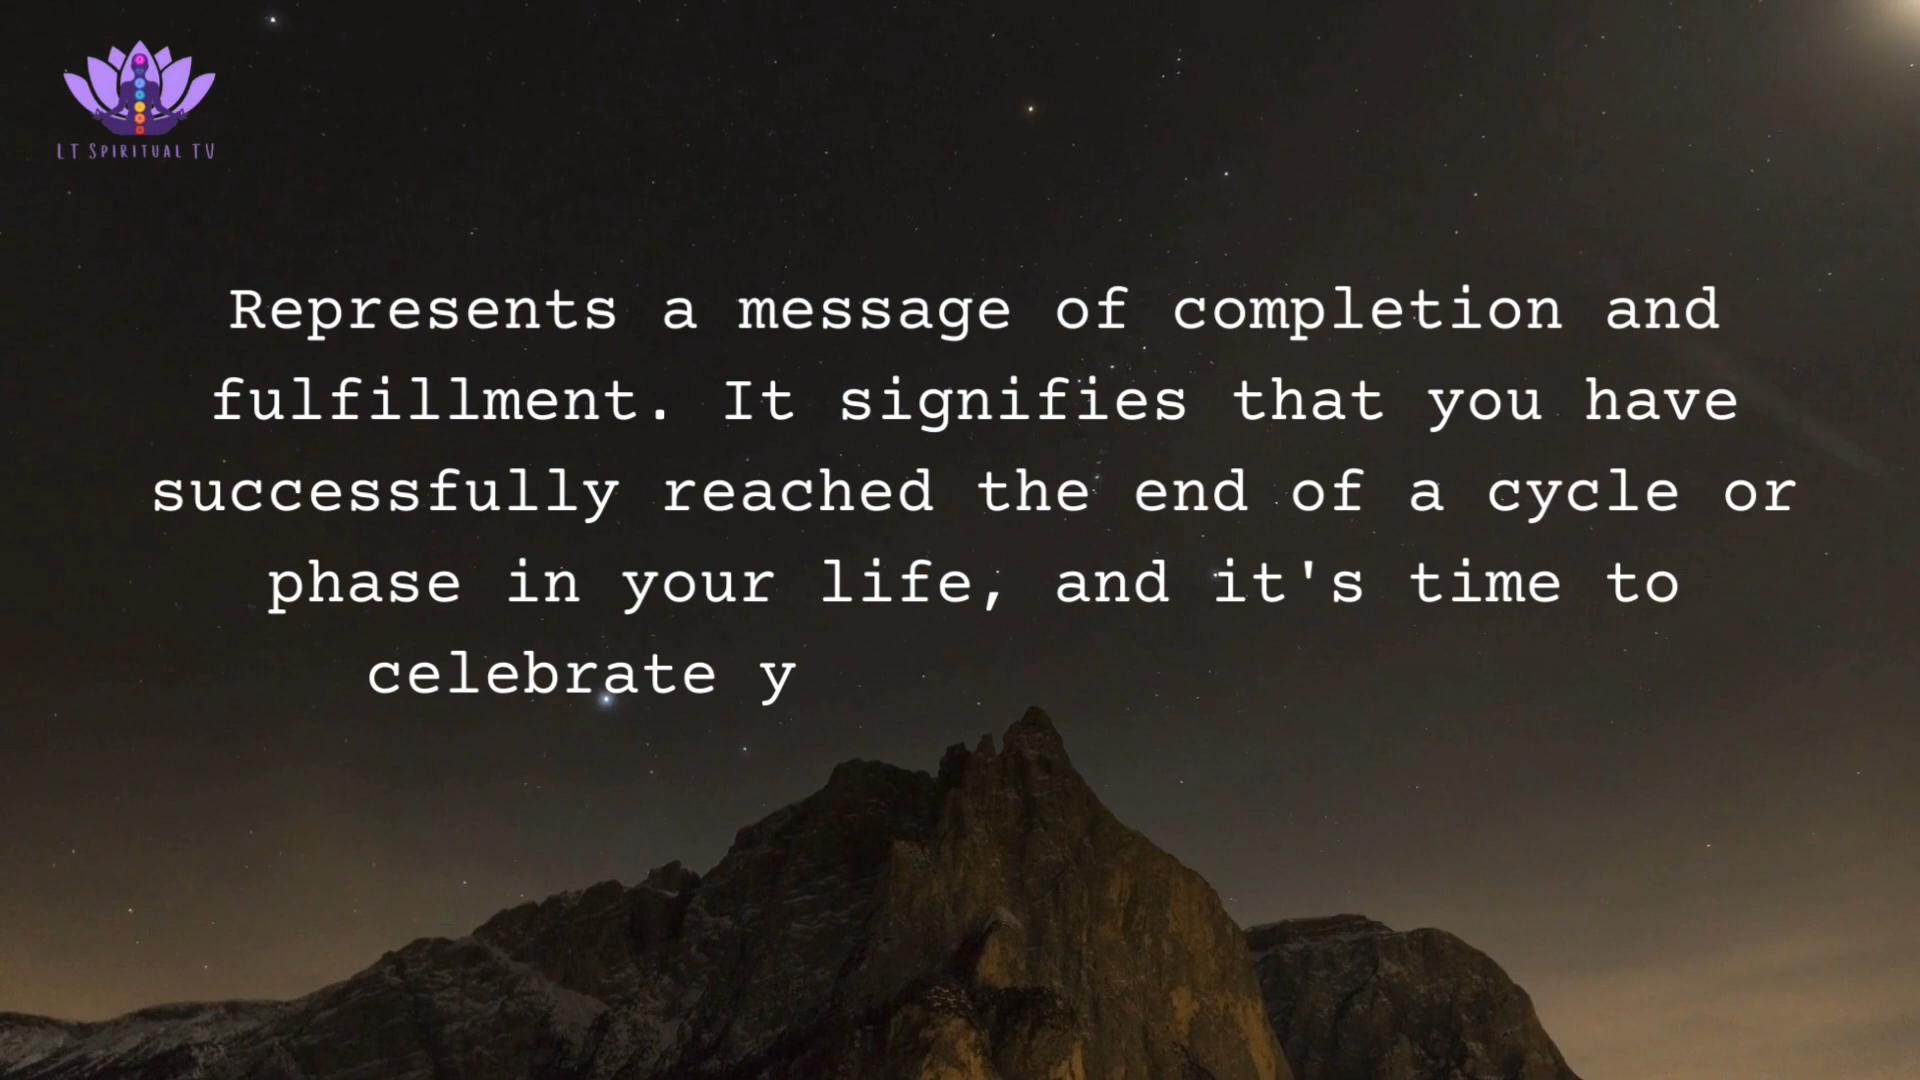 LT SPIRITUAL TV
Represents a message of completion and
fulfillment. It signifies that you have
successfully reached the end of a cycle or
phase in your life, and it's time to
celebrate y